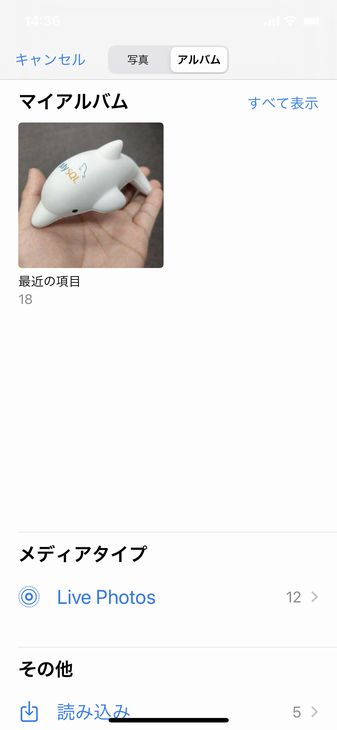 14:36
キャンセル
写真
アルバム
マイアルバム
すべて表示
MySQL
最近の項目
18
メディアタイプ
Live Photos
12
その他
読み込み
5